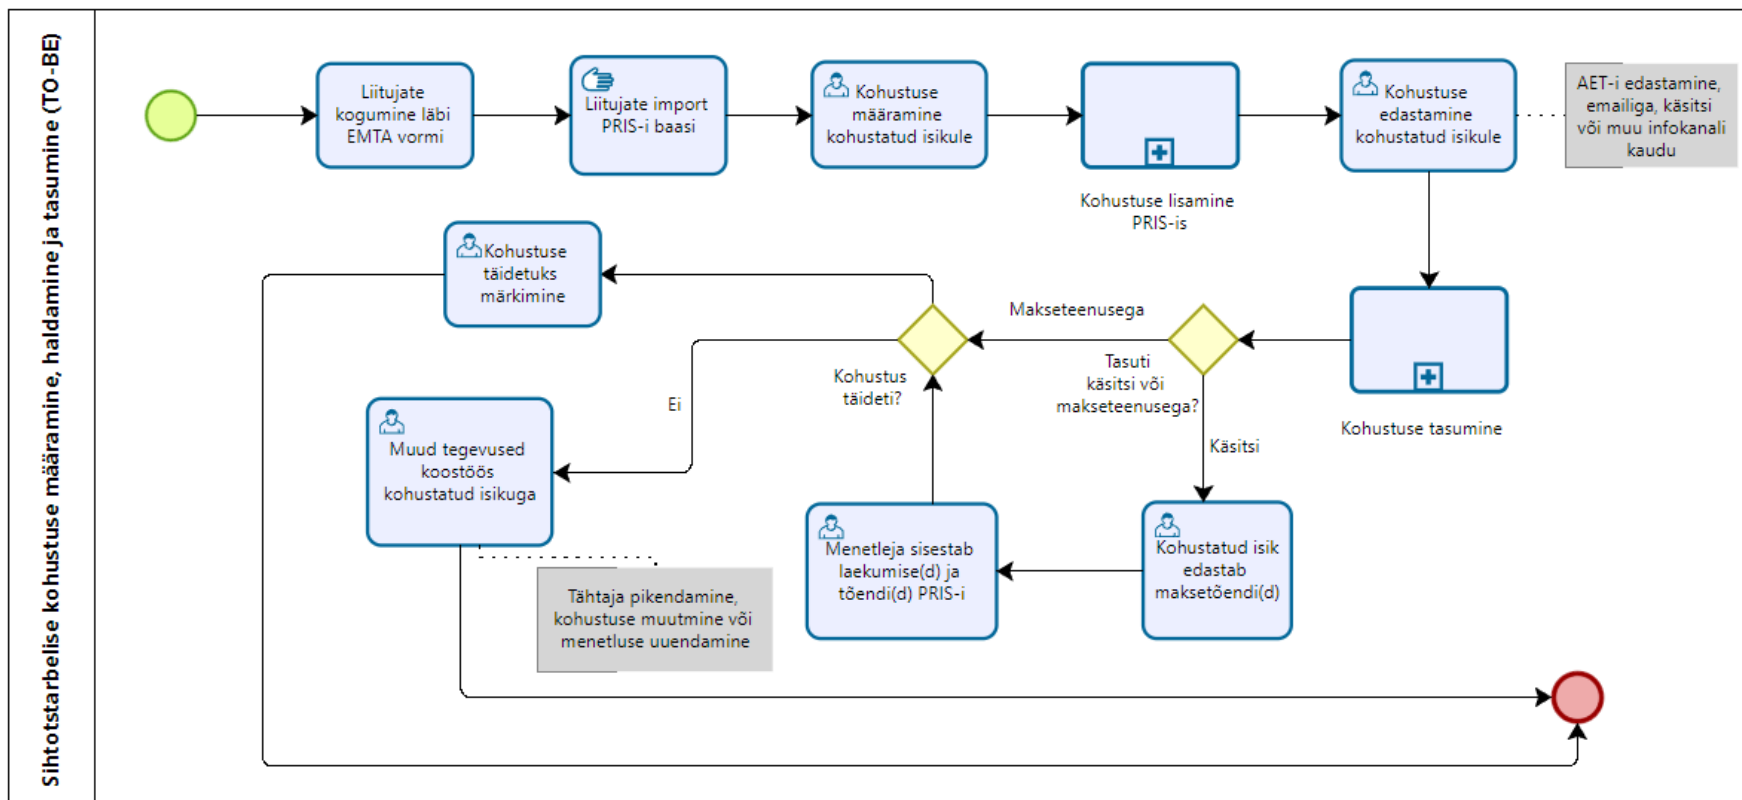 Sihtotstarbelise kohustuse määramine, haldamine ja tasumine (TO-BE)
Liitujate
kogumine läbi
EMTA vormi
Liitujate import
PRIS-i baasi
Kohustuse
määramine
kohustatud isikule
Kohustuse lisamine
PRIS-is
Kohustuse
edastamine
kohustatud isikule
AET-i edastamine,
emailiga, käsitsi
või muu infokanali
kaudu
Kohustuse
täidetuks
märkimine
Makseteenusega
Kohustus
täideti?
Tasuti
käsitsi või
makseteenusega?
Kohustuse tasumine
Ei
Käsitsi
Muud tegevused
koostöös
kohustatud isikuga
Menetleja sisestab
laekumise(d) ja
tõendi(d) PRIS-i
Kohustatud isik
edastab
maksetõendi(d)
Tähtaja pikendamine,
kohustuse muutmine või
menetluse uuendamine